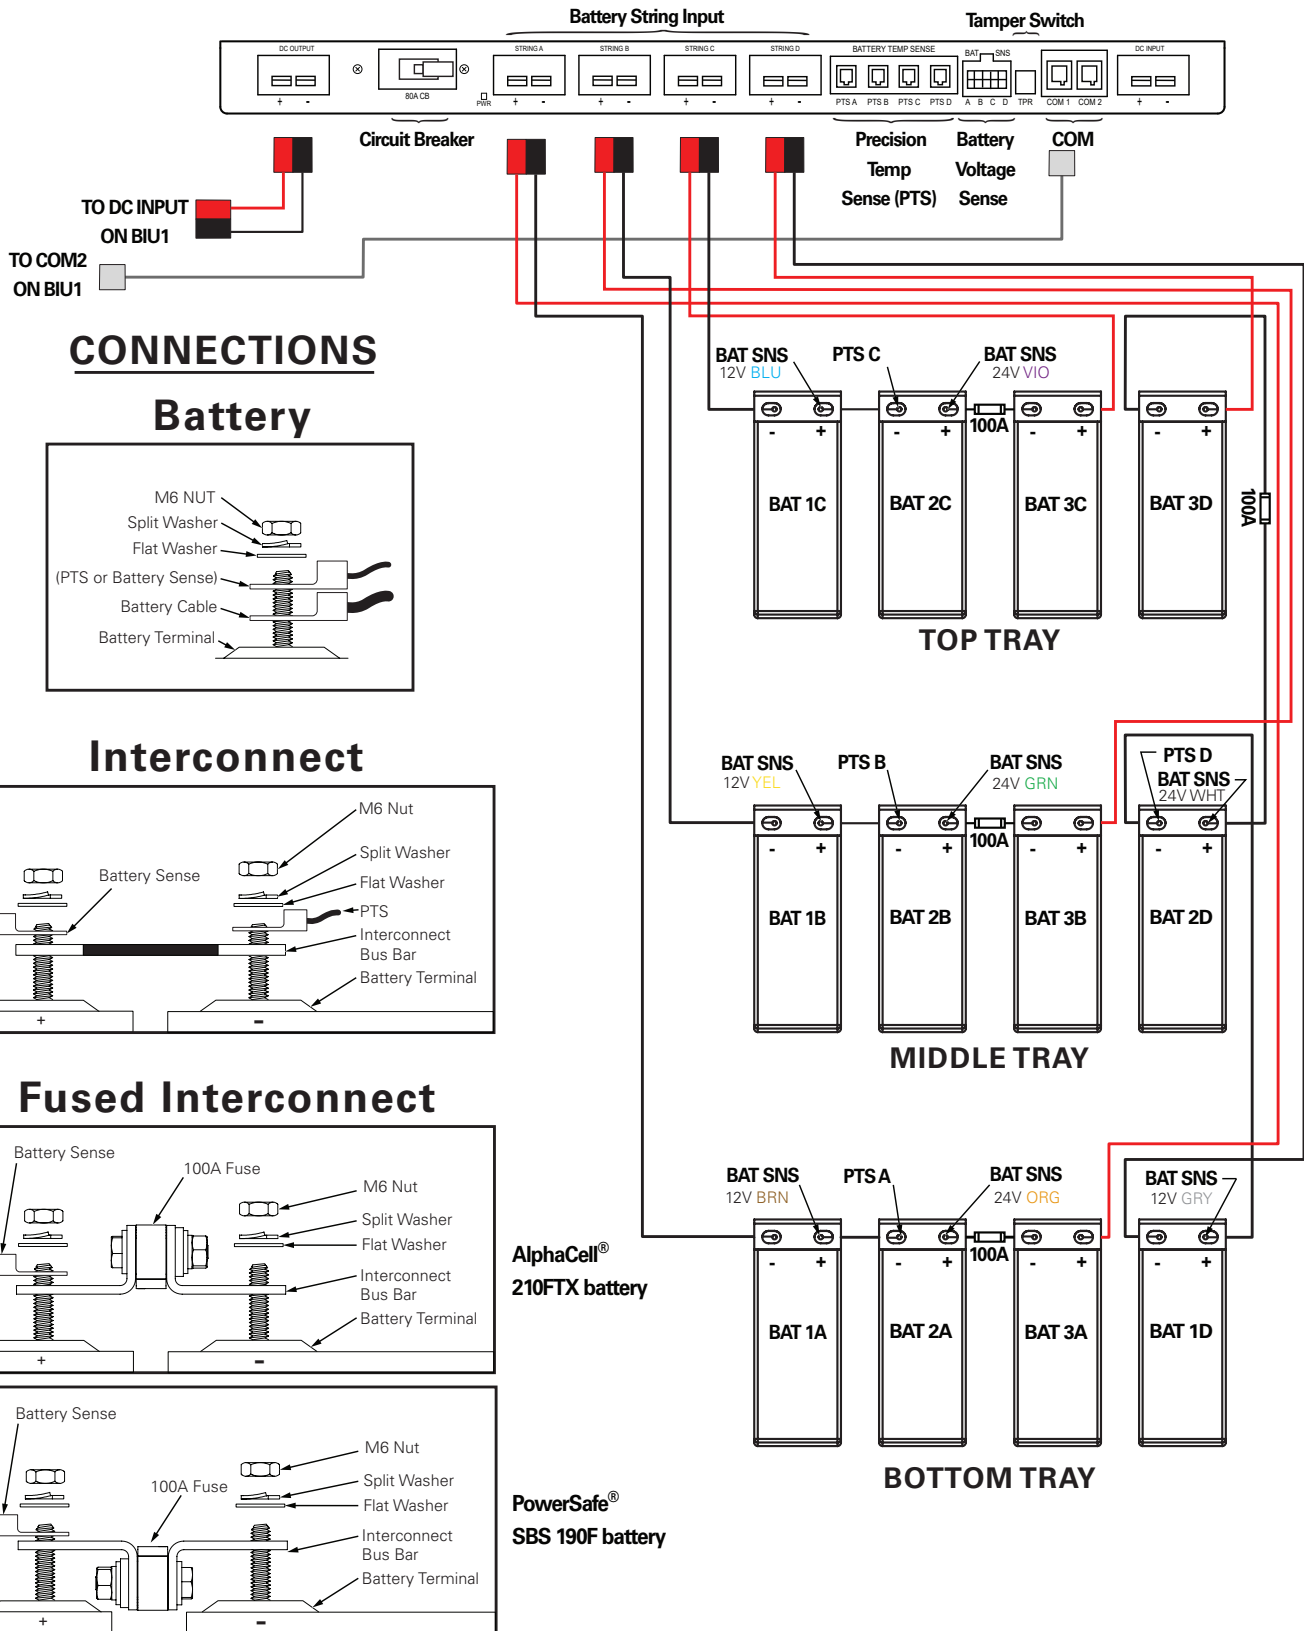 Battery String Input
Tamper Switch
DC OUTPUT
STRING A
STRING B
STRING C
STRING D
BATTERY TEMP SENSE
BAT SNS
DC INPUT
80A CB
PWR
+ -
+ -
+ -
+ -
+ -
PTS A PTS B PTS C PTS D
A B C D
TPR
COM 1 COM 2
+ -
Circuit Breaker
Precision
Temp
Sense (PTS)
Battery
Voltage
Sense
COM
TO DC INPUT
ON BIU1
TO COM2
ON BIU1
CONNECTIONS
Battery
M6 NUT
Split Washer
Flat Washer
(PTS or Battery Sense)
Battery Cable
Battery Terminal
BAT SNS
12V BLU
PTS C
BAT SNS
24V VIO
100A
- +
- +
- +
- +
BAT 1C
BAT 2C
BAT 3C
BAT 3D
100A
TOP TRAY
Interconnect
M6 Nut
Split Washer
Flat Washer
PTS
Interconnect
Bus Bar
Battery Terminal
Battery Sense
+
-
BAT SNS
12V YEL
PTS B
BAT SNS
24V GRN
PTS D
BAT SNS
24V WHT
100A
- +
- +
- +
- +
BAT 1B
BAT 2B
BAT 3B
BAT 2D
MIDDLE TRAY
Fused Interconnect
Battery Sense
100A Fuse
M6 Nut
Split Washer
Flat Washer
Interconnect
Bus Bar
Battery Terminal
+
-
AlphaCell®
210FTX battery
BAT SNS
12V BRN
PTS A
BAT SNS
24V ORG
BAT SNS
12V GRY
100A
- +
- +
- +
- +
BAT 1A
BAT 2A
BAT 3A
BAT 1D
BOTTOM TRAY
Battery Sense
100A Fuse
M6 Nut
Split Washer
Flat Washer
Interconnect
Bus Bar
Battery Terminal
+
-
PowerSafe®
SBS 190F battery